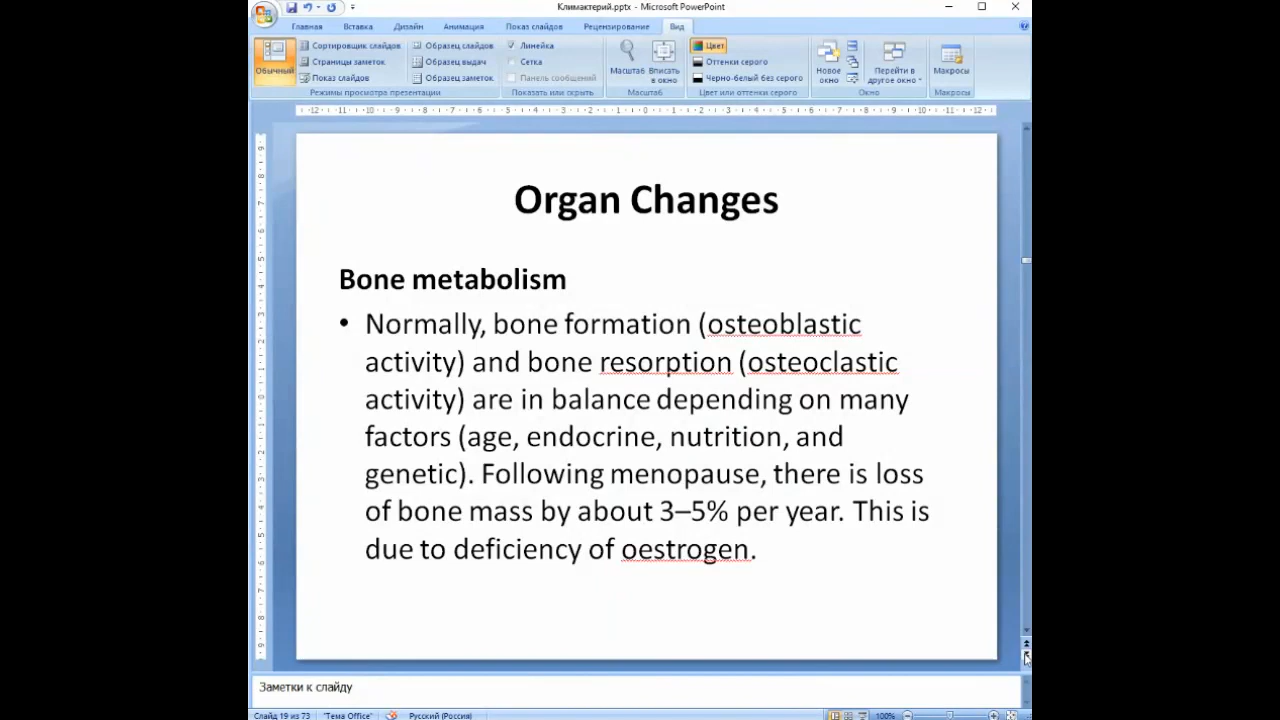 Климактерий.pptx - Microsoft PowerPoint
Главная Вставка Дизайн Анимация Показ слайдов Рецензирование Вид
Обычный
Сортировщик слайдов
Страницы заметок
Показ слайдов
Образец слайдов
Образец выдач
Образец заметок
Режимы просмотра презентации
Линейка
Сетка
Панель сообщений
Показать или скрыть
Масштаб
Вписать в окно
Масштаб
Цвет
Оттенки серого
Черно-белый без серого
Цвет или оттенки серого
Новое окно
Перейти в другое окно
Окно
Макросы
Макросы
Organ Changes
Bone metabolism
• Normally, bone formation (osteoblastic
activity) and bone resorption (osteoclastic
activity) are in balance depending on many
factors (age, endocrine, nutrition, and
genetic). Following menopause, there is loss
of bone mass by about 3–5% per year. This is
due to deficiency of oestrogen.
Заметки к слайду
Слайд 19 из 73 "Тема Office" Русский (Россия) 100%